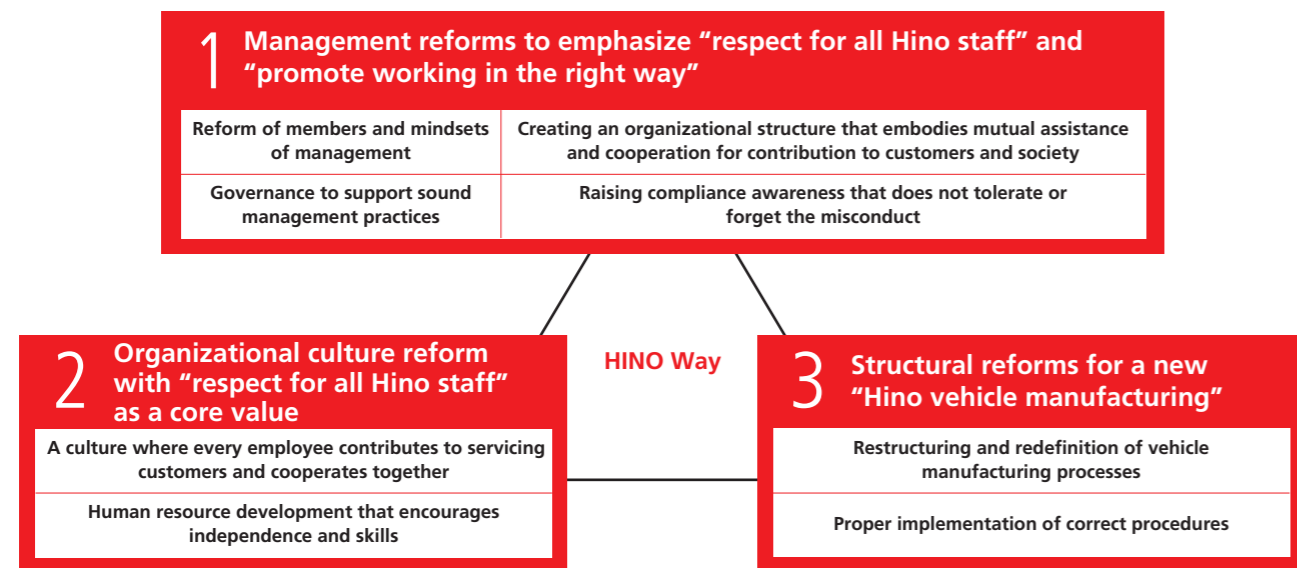 1
Management reforms to emphasize “respect for all Hino staff” and
“promote working in the right way”
Reform of members and mindsets
of management
Creating an organizational structure that embodies mutual assistance
and cooperation for contribution to customers and society
Governance to support sound
management practices
Raising compliance awareness that does not tolerate or
forget the misconduct
HINO Way
2
Organizational culture reform
with “respect for all Hino staff”
as a core value
A culture where every employee contributes to servicing
customers and cooperates together
Human resource development that encourages
independence and skills
3
Structural reforms for a new
“Hino vehicle manufacturing”
Restructuring and redefinition of vehicle
manufacturing processes
Proper implementation of correct procedures